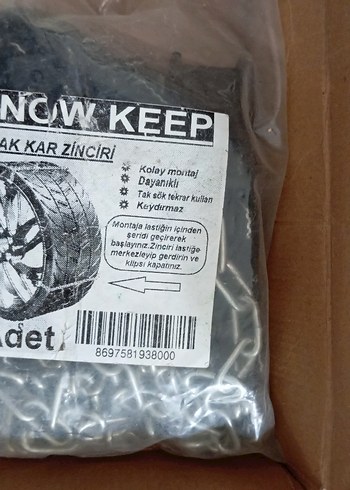 NOW KEEP
AK KAR ZİNCİRİ
Kolay montaj
Dayanıklı
Tak sök tekrar kullan
Kaydırmaz
Montaja lastiğin içinden
şeridi geçirerek
başlayınız.Zinciri lastiğe
merkezleyip gerdirin ve
klipsi kapatınız.
Adet
8697581938000